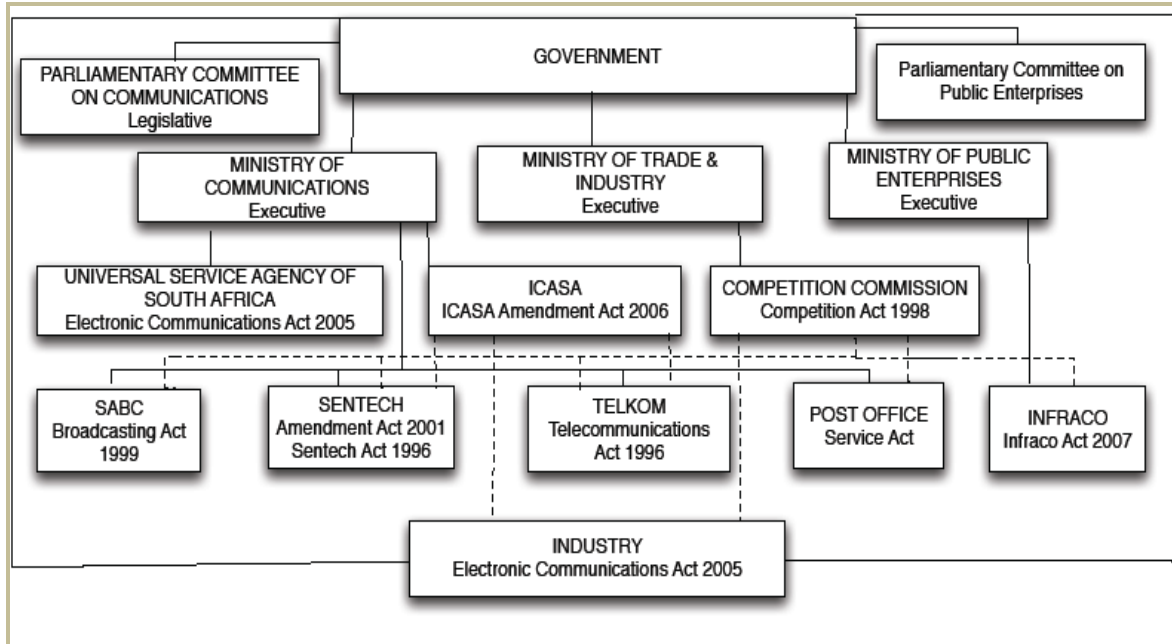 GOVERNMENT
PARLIAMENTARY COMMITTEE
ON COMMUNICATIONS
Legislative
Parliamentary Committee on
Public Enterprises
MINISTRY OF
COMMUNICATIONS
Executive
MINISTRY OF TRADE &
INDUSTRY
Executive
MINISTRY OF PUBLIC
ENTERPRISES
Executive
UNIVERSAL SERVICE AGENCY OF
SOUTH AFRICA
Electronic Communications Act 2005
ICASA
ICASA Amendment Act 2006
COMPETITION COMMISSION
Competition Act 1998
SABC
Broadcasting Act
1999
SENTECH
Amendment Act 2001
Sentech Act 1996
TELKOM
Telecommunications
Act 1996
POST OFFICE
Service Act
INFRACO
Infraco Act 2007
INDUSTRY
Electronic Communications Act 2005